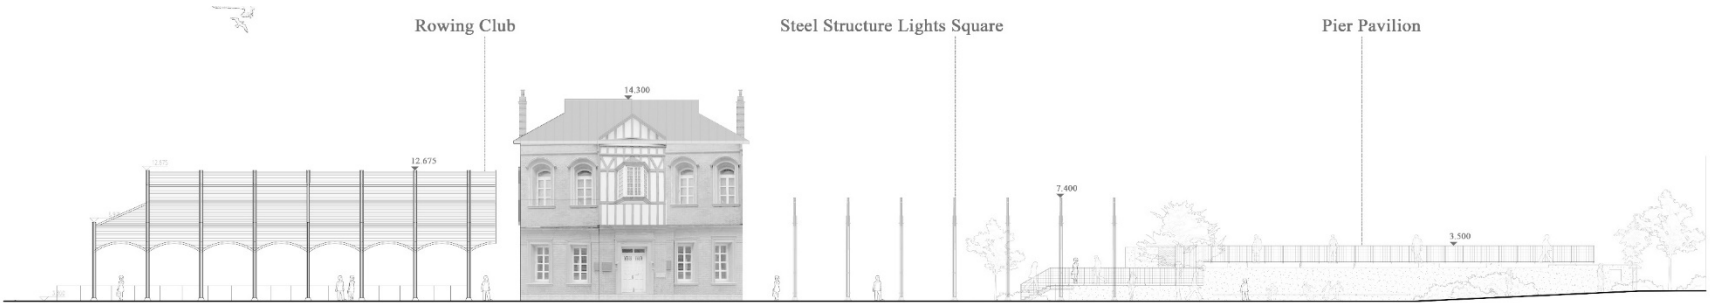 Rowing Club
Steel Structure Lights Square
Pier Pavilion
14.300
12.675
7.400
3.500